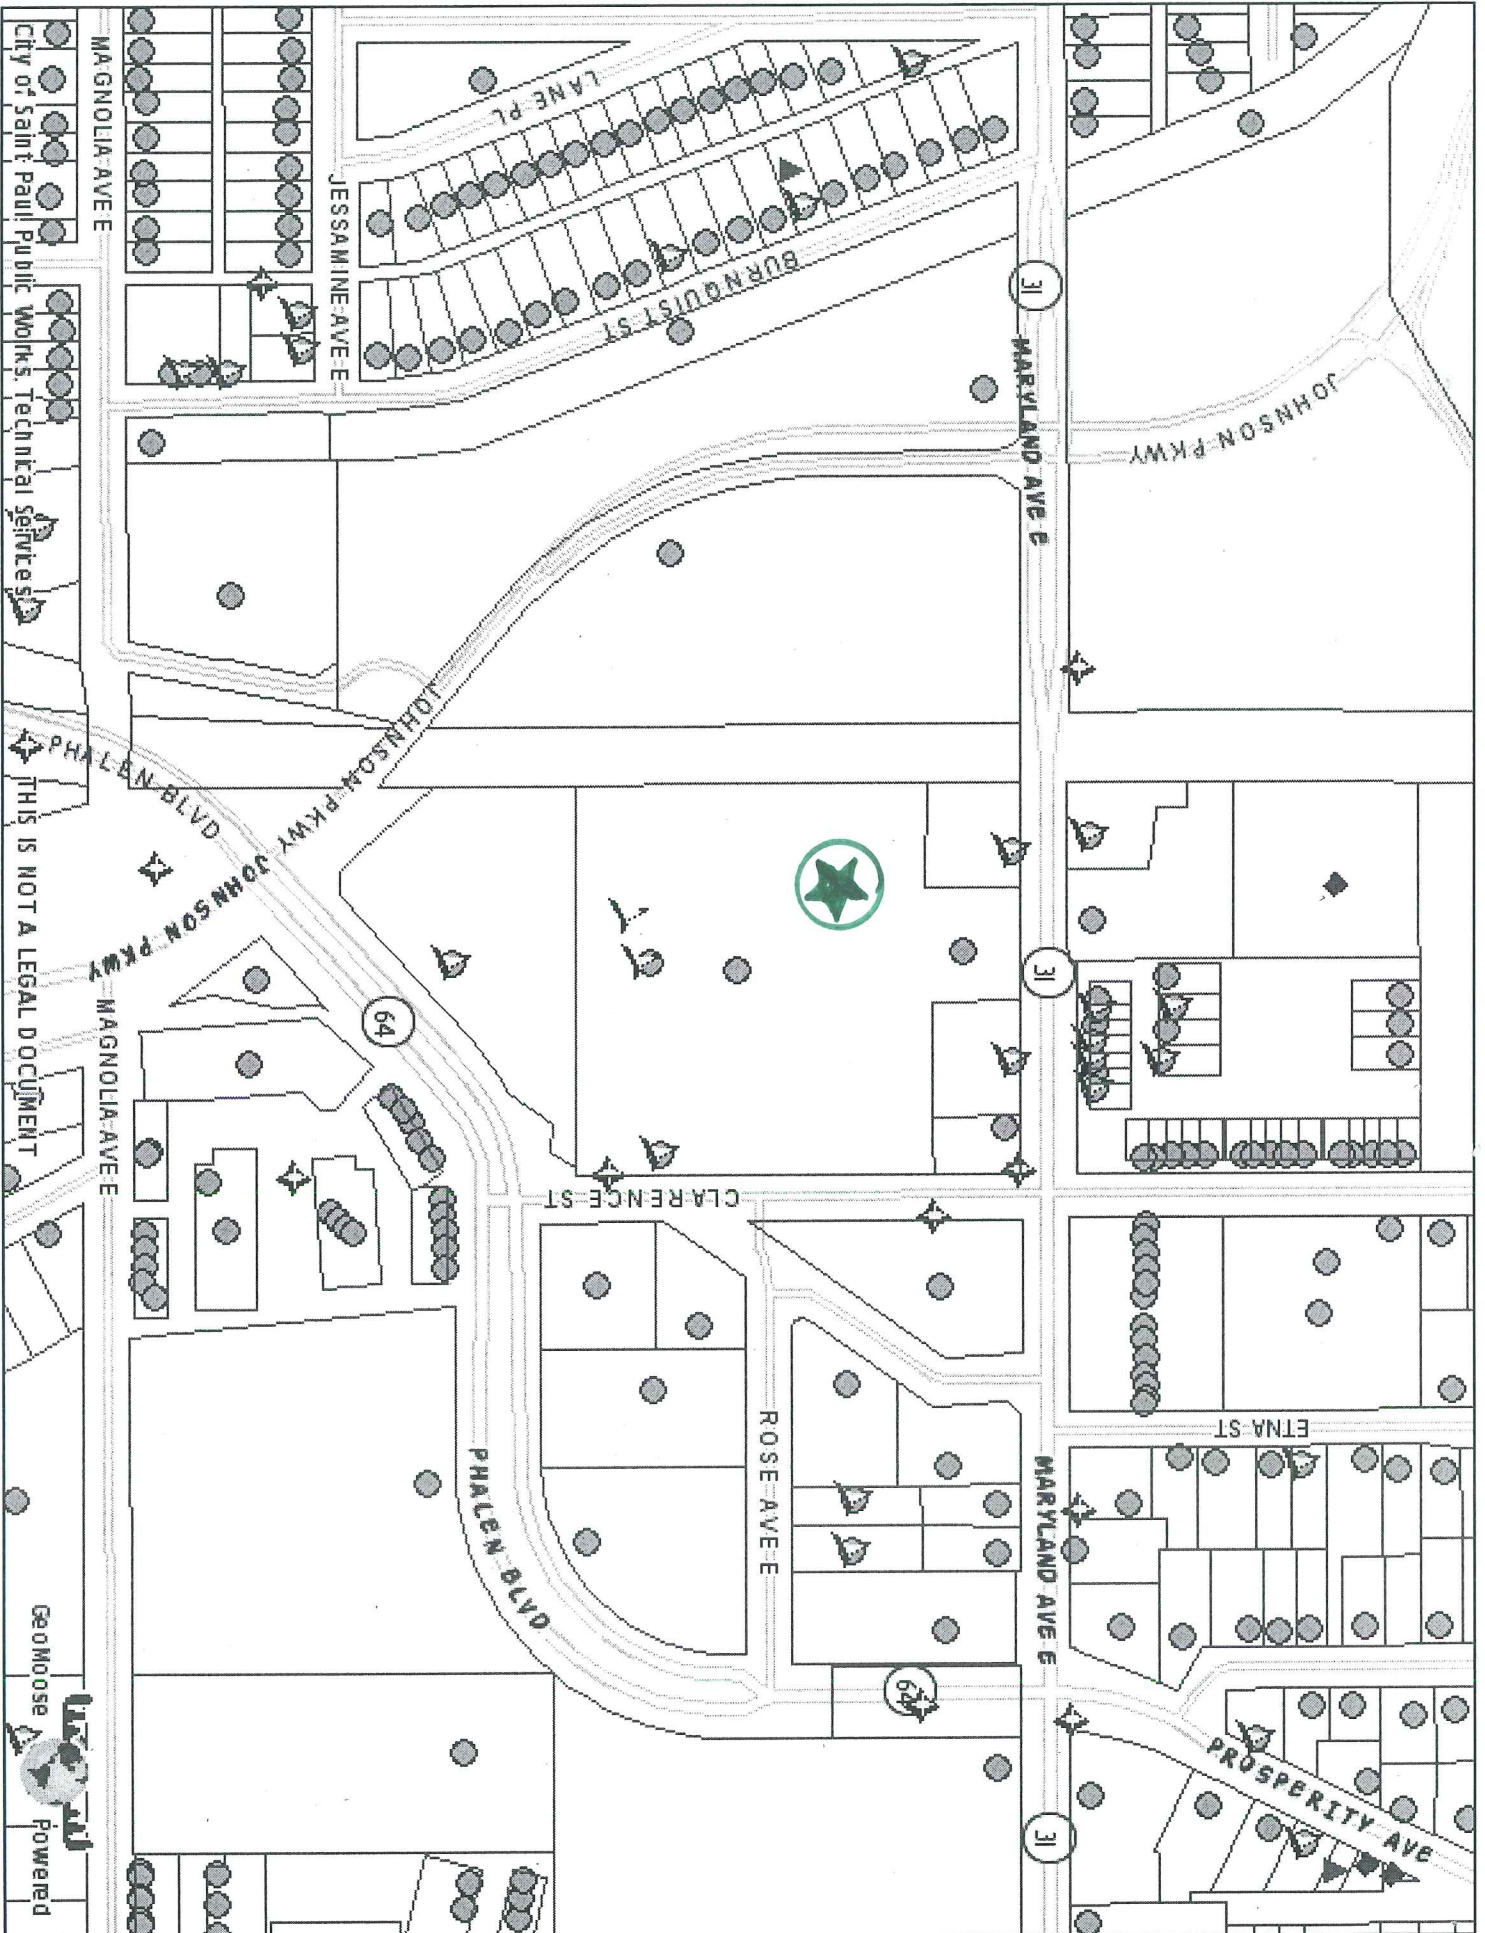 JOHNSON PKWY
ETNA ST
PROSPERITY AVE
31
MARYLAND AVE E
31
MARYLAND AVE E
31
LANE PL
BURNQUIST ST
CLARENCE ST
ROSE AVE E
64
JESSAMINE AVE E
JOHNSON PKWY
64
PHALEN BLVD
PHALEN BLVD
JOHNSON PKWY
MAGNOLIA AVE E
MAGNOLIA AVE E
City of Saint Paul Public Works, Technical Services
THIS IS NOT A LEGAL DOCUMENT
GeoMoose
Powered